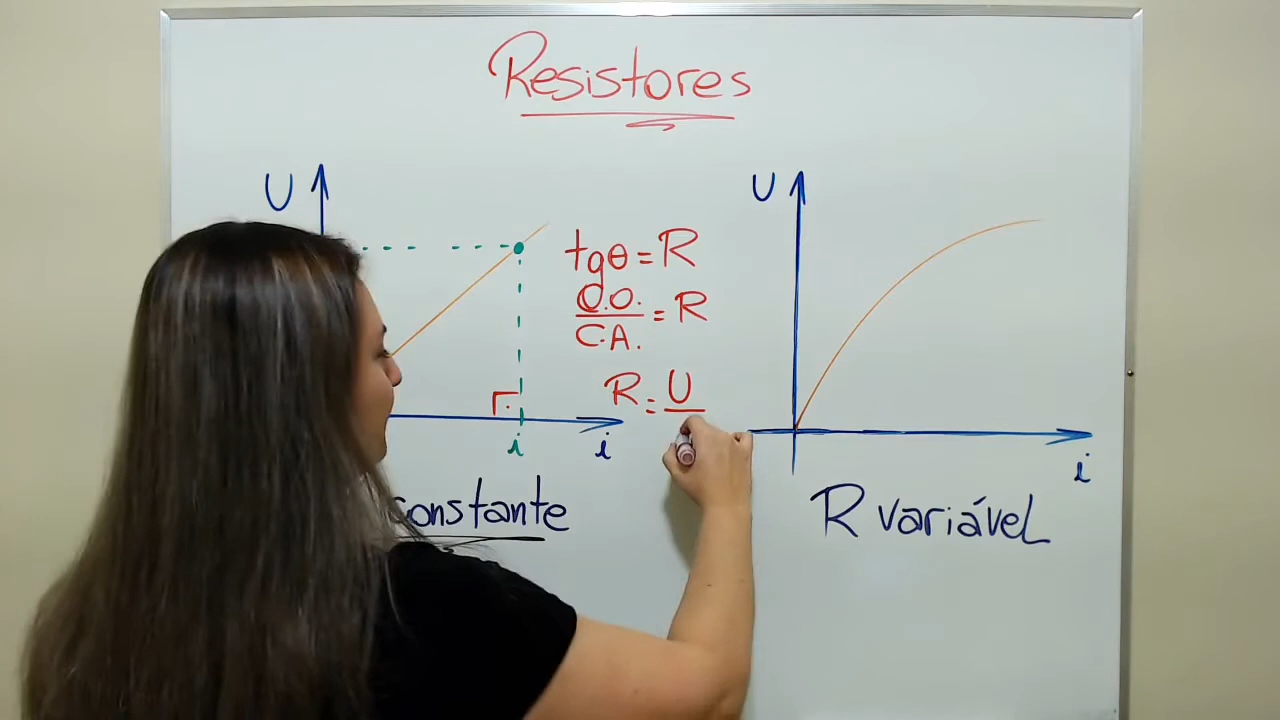 Resistores
U
tgθ = R
C.O.
C.A.
= R
R = U
i
i
constante
U
i
R variável